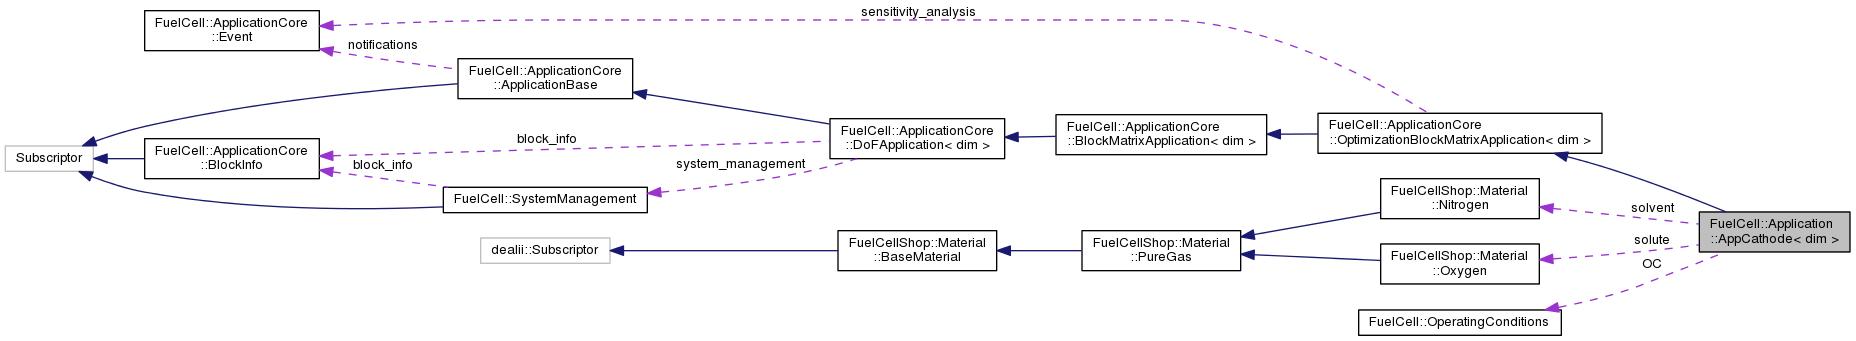 FuelCell::ApplicationCore
::Event
sensitivity_analysis
notifications
FuelCell::ApplicationCore
::ApplicationBase
Subscriptor
FuelCell::ApplicationCore
::BlockInfo
block_info
block_info
FuelCell::SystemManagement
system_management
FuelCell::ApplicationCore
::DoFApplication< dim >
FuelCell::ApplicationCore
::BlockMatrixApplication< dim >
FuelCell::ApplicationCore
::OptimizationBlockMatrixApplication< dim >
dealii::Subscriptor
FuelCellShop::Material
::BaseMaterial
FuelCellShop::Material
::PureGas
FuelCellShop::Material
::Nitrogen
FuelCellShop::Material
::Oxygen
FuelCell::OperatingConditions
solvent
solute
OC
FuelCell::Application
::AppCathode< dim >